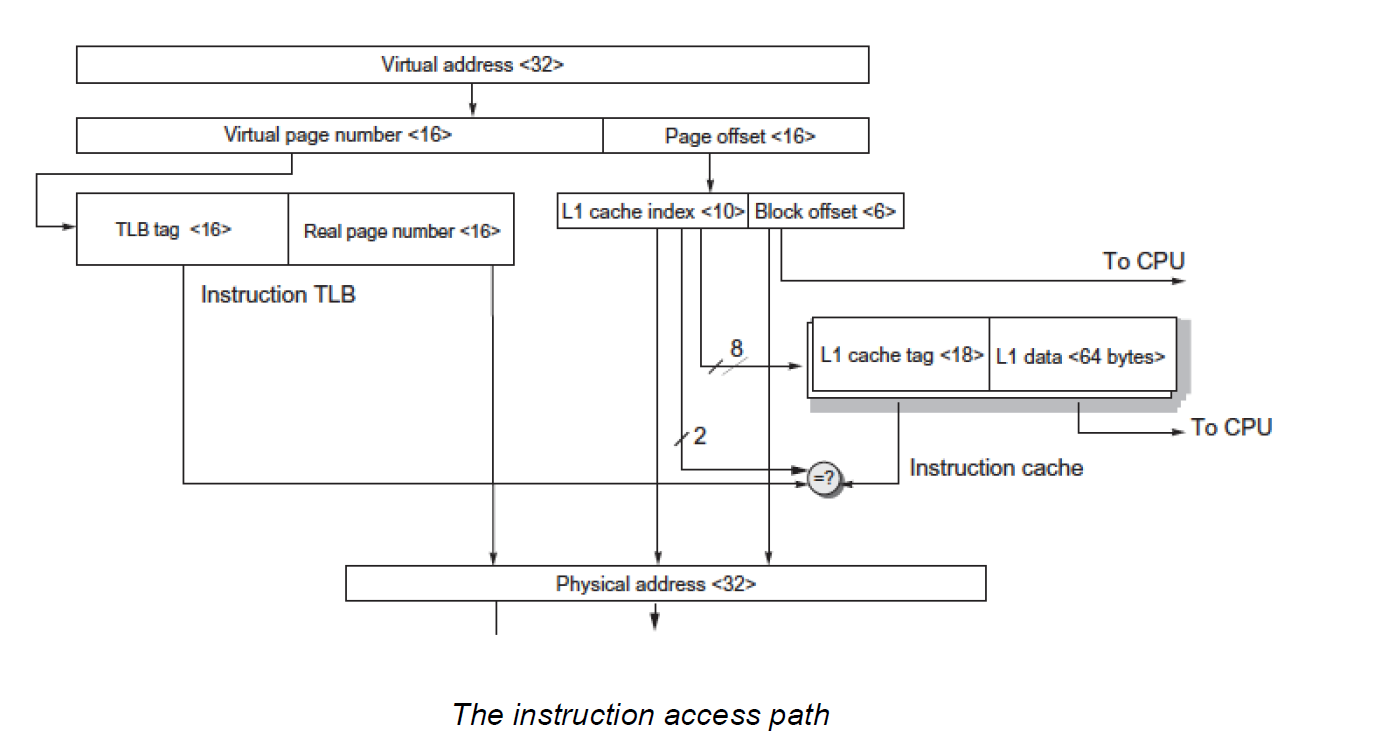 Virtual address <32>
Virtual page number <16>
Page offset <16>
L1 cache index <10>
Block offset <6>
TLB tag <16>
Real page number <16>
To CPU
Instruction TLB
8
L1 cache tag <18>
L1 data <64 bytes>
2
To CPU
Instruction cache
=?
Physical address <32>
The instruction access path